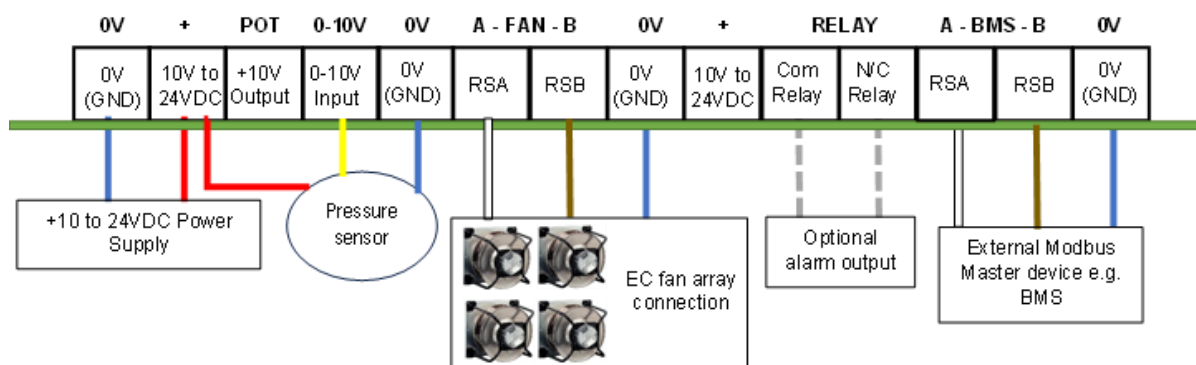 0V + POT 0-10V 0V A - FAN - B 0V + RELAY A - BMS - B 0V
0V
(GND)
10V to
24VDC
+10V
Output
0-10V
Input
0V
(GND)
RSA
RSB
0V
(GND)
10V to
24VDC
Com
Relay
N/C
Relay
RSA
RSB
0V
(GND)
+10 to 24VDC Power
Supply
Pressure
sensor
EC fan array
connection
Optional
alarm output
External Modbus
Master device e.g.
BMS